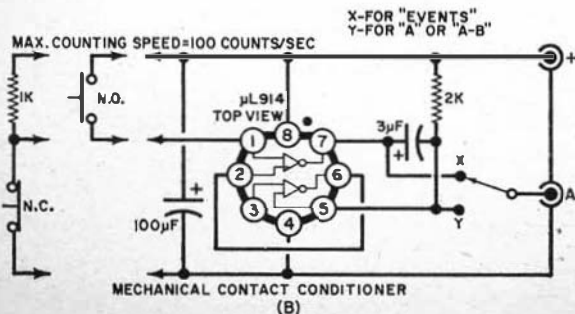 X-FOR "EVENTS"
Y-FOR "A" OR "A-B"
MAX. COUNTING SPEED=100 COUNTS/SEC
+
1K
N.O.
μL914
TOP VIEW
2K
8
1
7
3μF
+
X
2
6
A
N.C.
+
3
5
100μF
4
Y
MECHANICAL CONTACT CONDITIONER
(B)